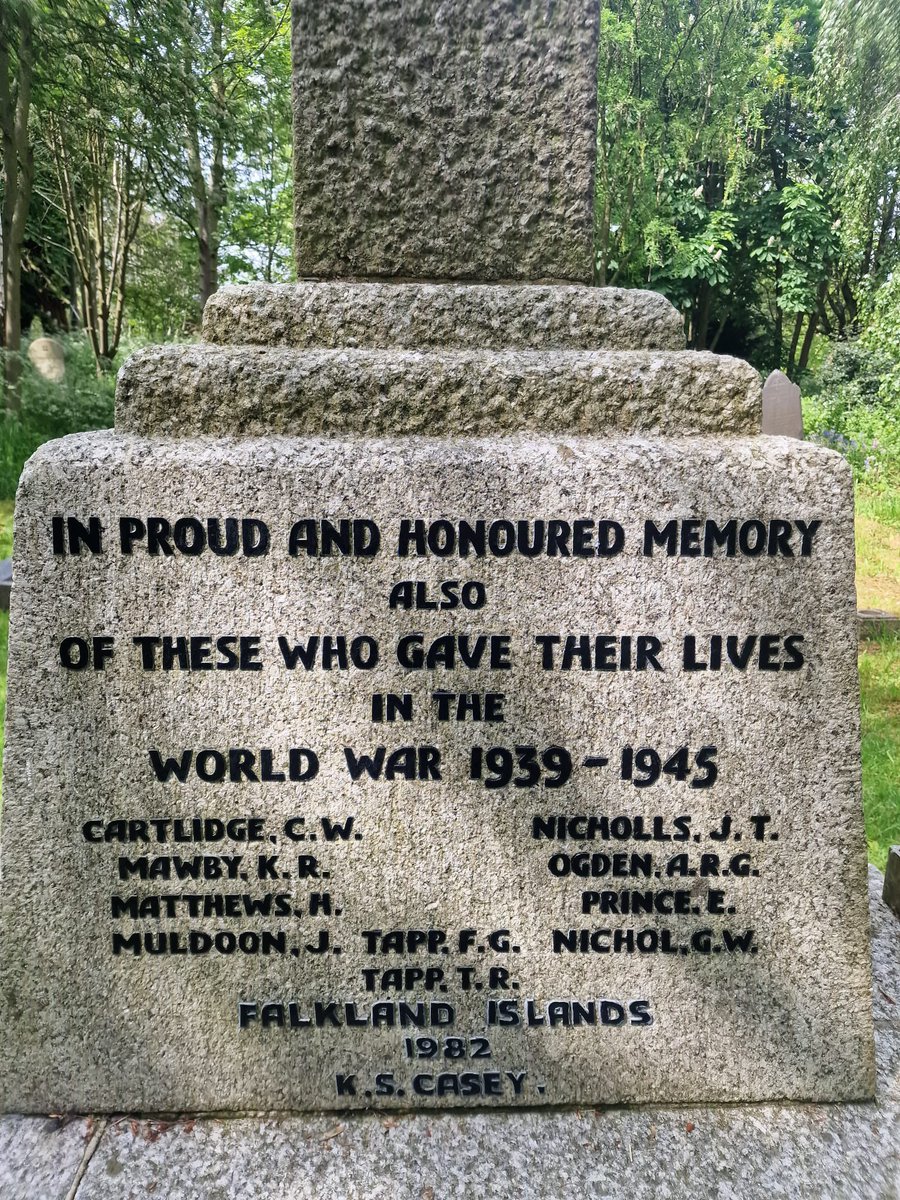 IN PROUD AND HONOURED MEMORY
ALSO
OF THESE WHO GAVE THEIR LIVES
IN THE
WORLD WAR 1939-1945
CARTLIDGE. C.W. NICHOLLS. J.T.
MAWBY. K.R. OGDEN. A.R.G.
MATTHEWS. H. PRINCE. E.
MULDOON. J. TAPP. F.G. NICHOL. G.W.
TAPP. T.R.
FALKLAND ISLANDS
1982
K.S. CASEY.